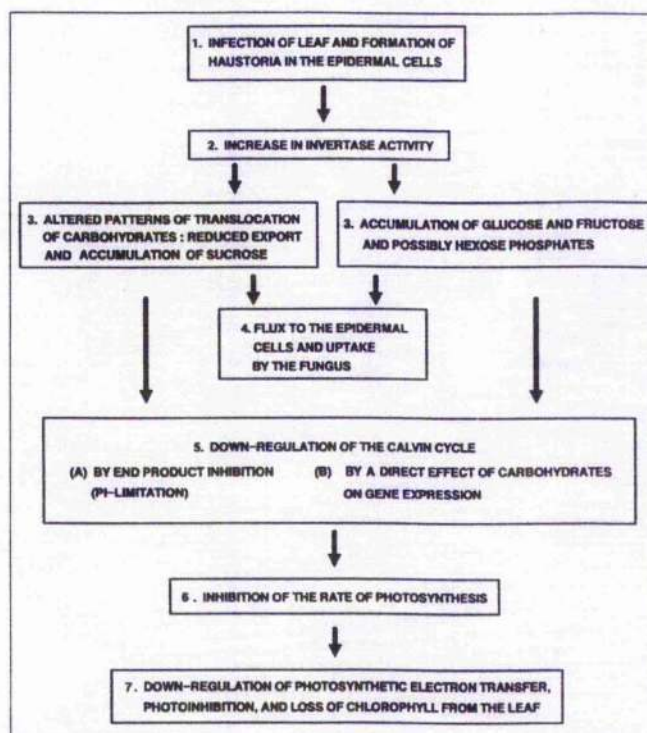 1. INFECTION OF LEAF AND FORMATION OF
HAUSTORIA IN THE EPIDERMAL CELLS
2. INCREASE IN INVERTASE ACTIVITY
3. ALTERED PATTERNS OF TRANSLOCATION
OF CARBOHYDRATES : REDUCED EXPORT
AND ACCUMULATION OF SUCROSE
3. ACCUMULATION OF GLUCOSE AND FRUCTOSE
AND POSSIBLY HEXOSE PHOSPHATES
4. FLUX TO THE EPIDERMAL
CELLS AND UPTAKE
BY THE FUNGUS
5. DOWN-REGULATION OF THE CALVIN CYCLE
(A) BY END PRODUCT INHIBITION
(PI-LIMITATION)
(B) BY A DIRECT EFFECT OF CARBOHYDRATES
ON GENE EXPRESSION
6 . INHIBITION OF THE RATE OF PHOTOSYNTHESIS
7 . DOWN-REGULATION OF PHOTOSYNTHETIC ELECTRON TRANSFER,
PHOTOINHIBITION, AND LOSS OF CHLOROPHYLL FROM THE LEAF